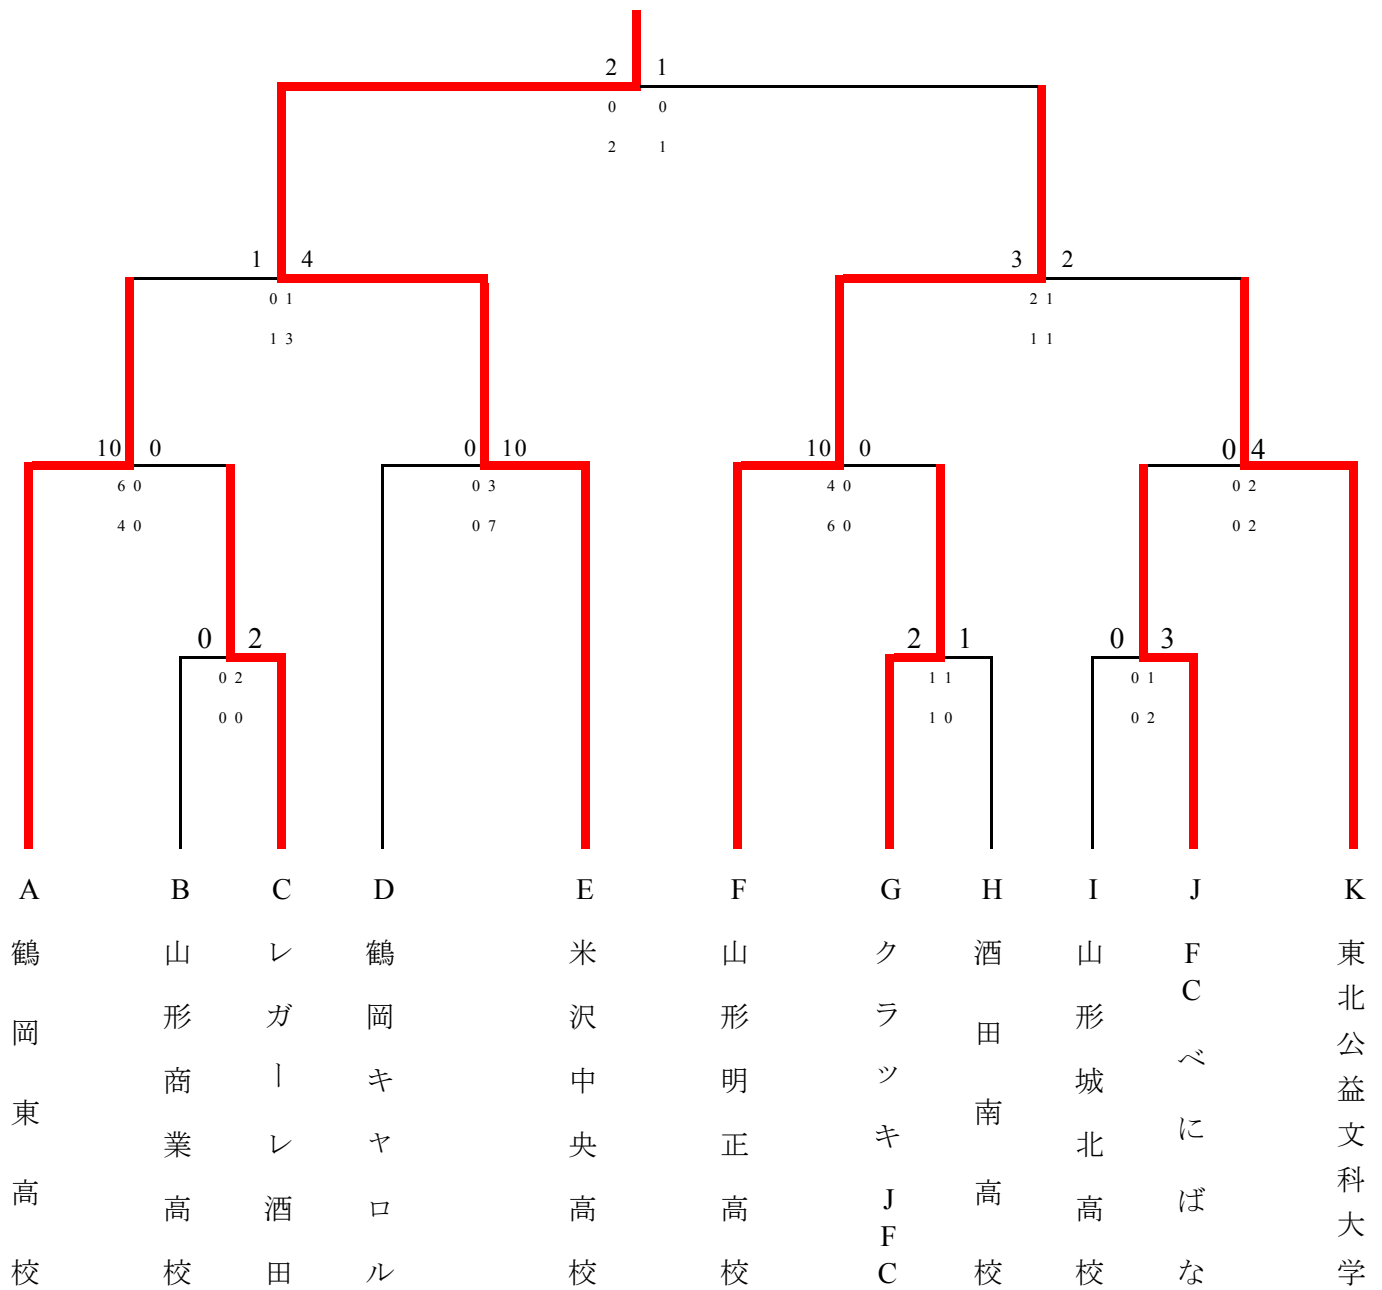 2 1
0 0
2 1
1 4
3 2
0 1
2 1
1 3
1 1
10 0
0 10
10 0
0 4
6 0
0 3
4 0
0 2
4 0
0 7
6 0
0 2
0 2
2 1
0 3
0 2
1 1
0 1
0 0
1 0
0 2
A
B
C
D
E
F
G
H
I
J
K
鶴岡東高校
山形商業高校
レガーレ酒田
鶴岡キャロル
米沢中央高校
山形明正高校
クラッキJFC
酒田南高校
山形城北高校
FCべにばな
東北公益文科大学